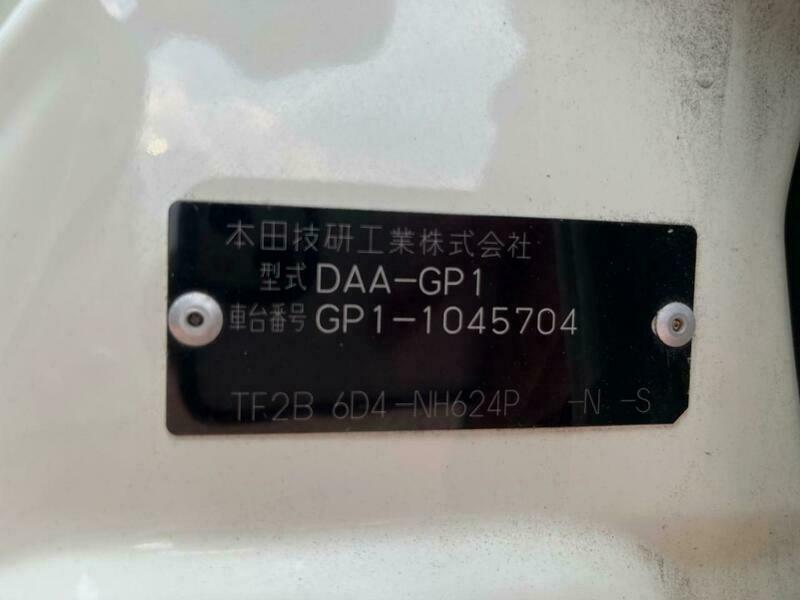 本田技研工業株式会社
型式 DAA-GP1
車台番号 GP1-1045704
TF2B 6D4-NH624P -N -S